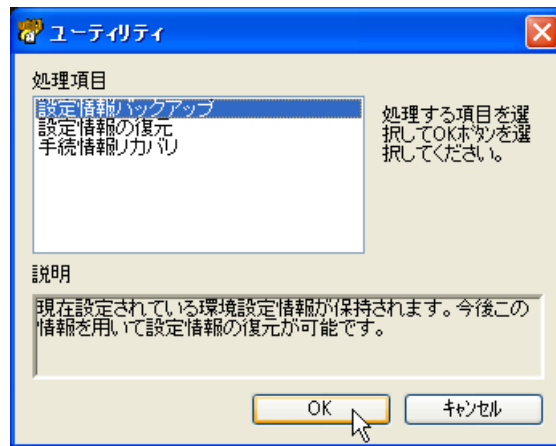 ユーティリティ
処理項目
設定情報バックアップ
設定情報の復元
手続情報リカバリ
処理する項目を選
択してOKボタンを選
択してください。
説明
現在設定されている環境設定情報が保持されます。今後この
情報を用いて設定情報の復元が可能です。
OK
キャンセル